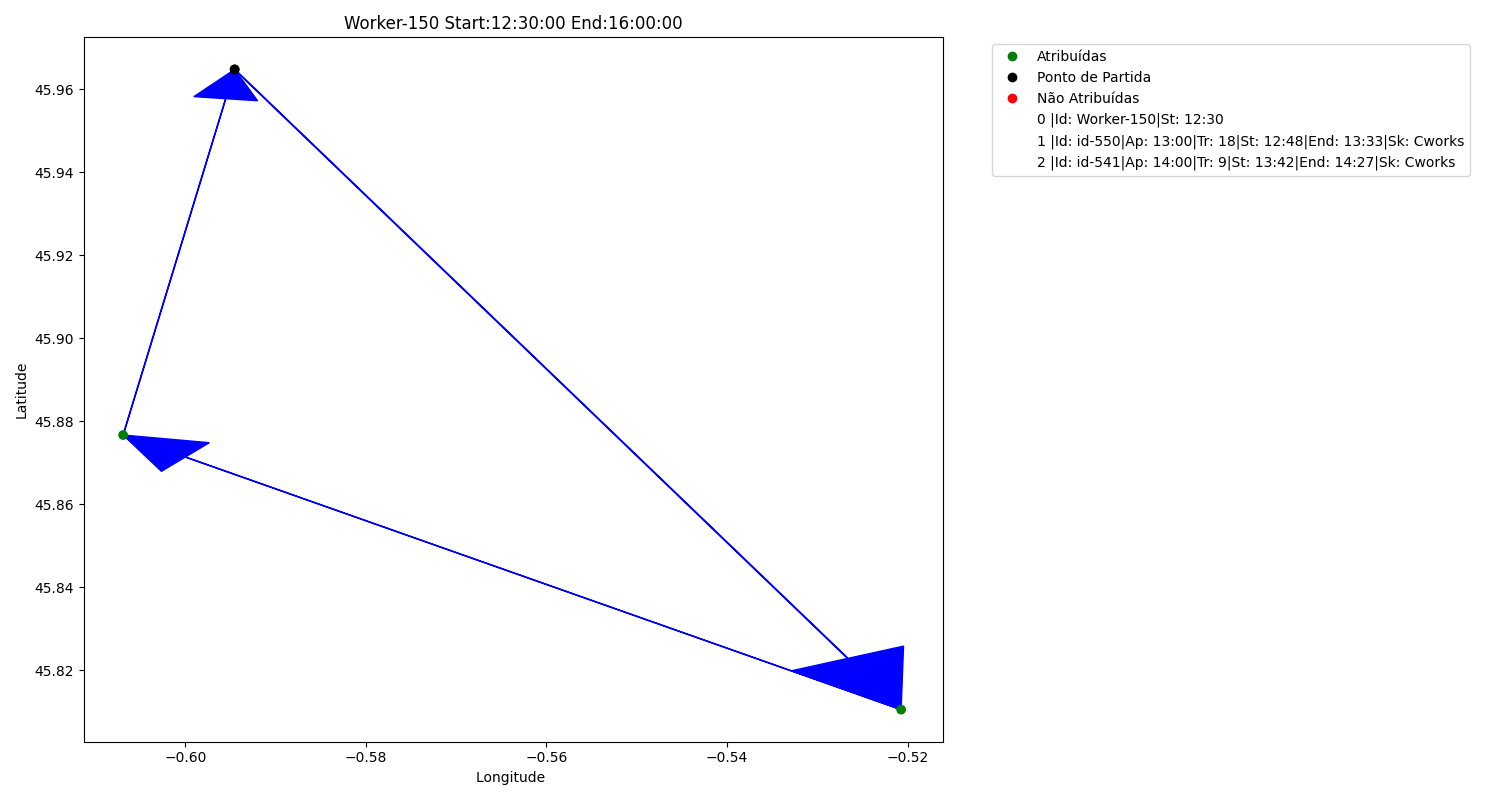 Worker-150 Start:12:30:00 End:16:00:00
Atribuídas
Ponto de Partida
Não Atribuídas
0 |Id: Worker-150|St: 12:30
1 |Id: id-550|Ap: 13:00|Tr: 18|St: 12:48|End: 13:33|Sk: Cworks
2 |Id: id-541|Ap: 14:00|Tr: 9|St: 13:42|End: 14:27|Sk: Cworks
45.96
45.94
45.92
45.90
45.88
45.86
45.84
45.82
Latitude
−0.60 −0.58 −0.56 −0.54 −0.52
Longitude